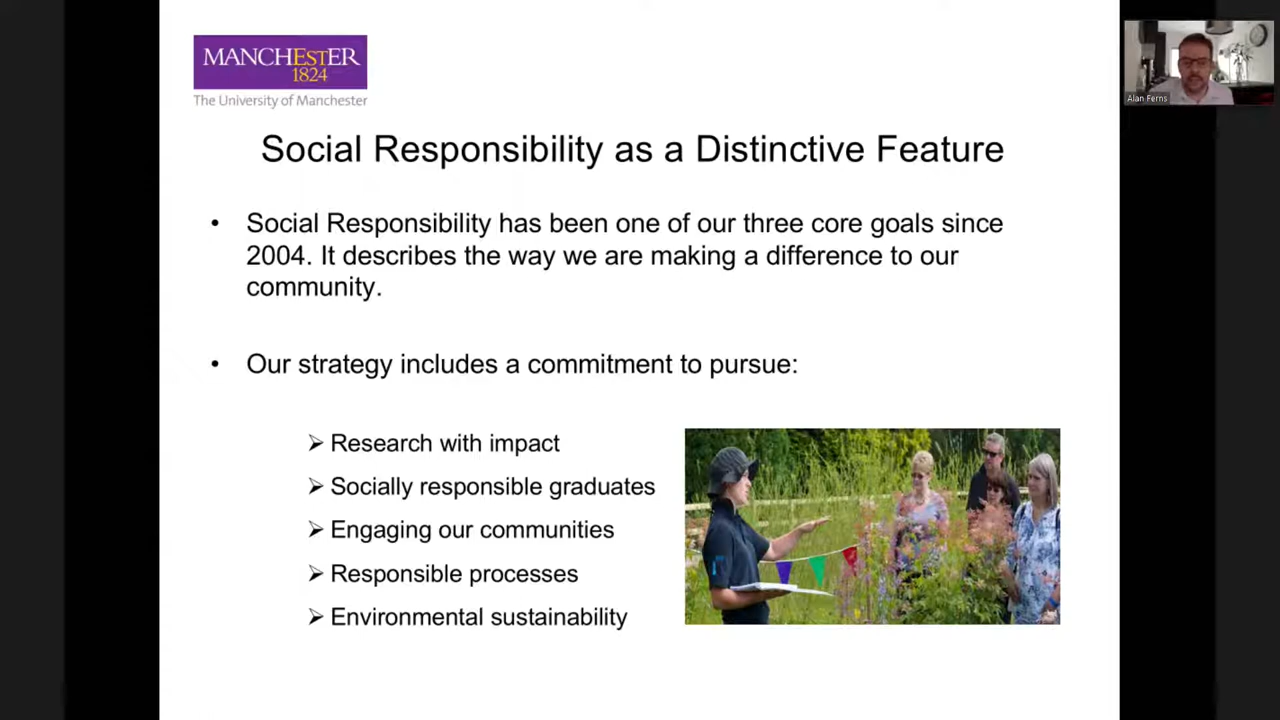 MANCHESTER
1824
The University of Manchester
Alan Ferns
Social Responsibility as a Distinctive Feature
• Social Responsibility has been one of our three core goals since
2004. It describes the way we are making a difference to our
community.
• Our strategy includes a commitment to pursue:
➢ Research with impact
➢ Socially responsible graduates
➢ Engaging our communities
➢ Responsible processes
➢ Environmental sustainability